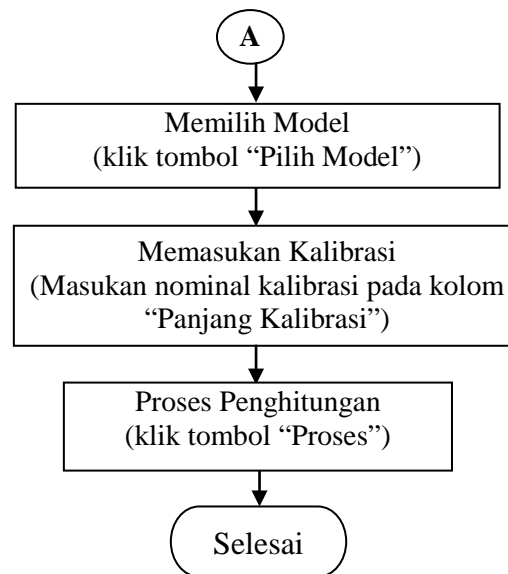 A
Memilih Model
(klik tombol “Pilih Model”)
Memasukan Kalibrasi
(Masukan nominal kalibrasi pada kolom
“Panjang Kalibrasi”)
Proses Penghitungan
(klik tombol “Proses”)
Selesai